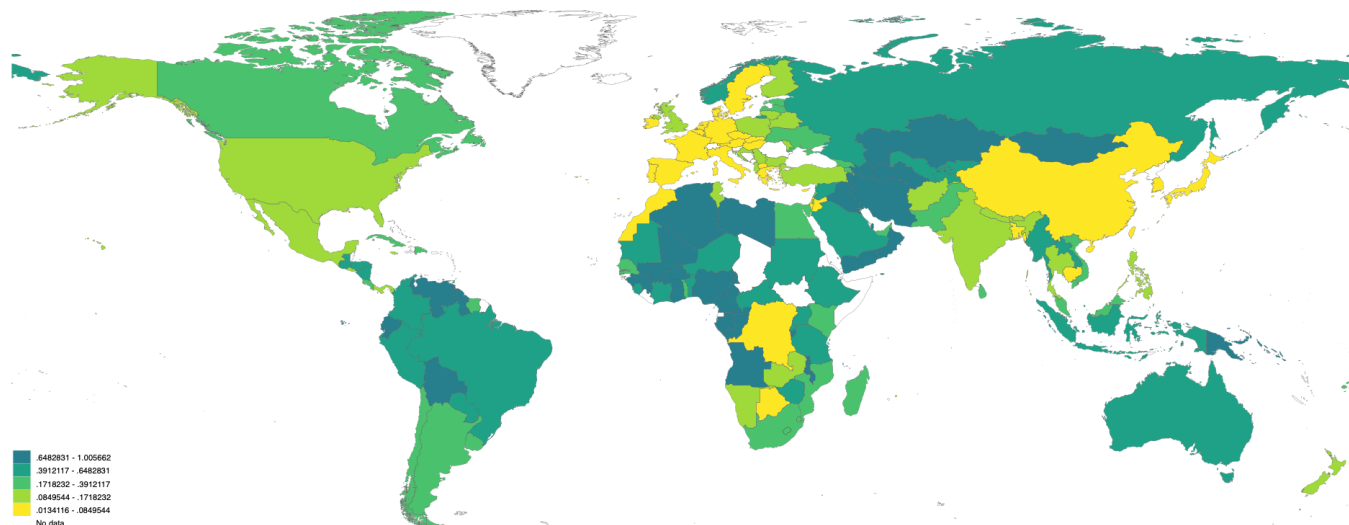 .6482831 - 1.005662
.3912117 - .6482831
.1718232 - .3912117
.0849544 - .1718232
.0134116 - .0849544
No data